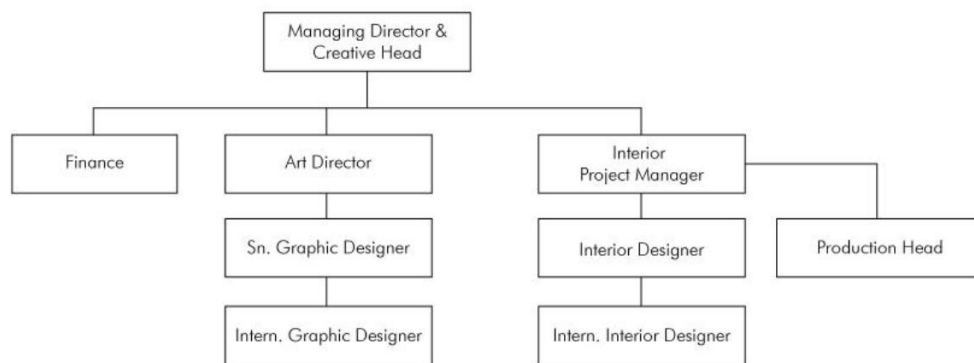 Managing Director &
Creative Head
Finance
Art Director
Interior
Project Manager
Sn. Graphic Designer
Interior Designer
Production Head
Intern. Graphic Designer
Intern. Interior Designer